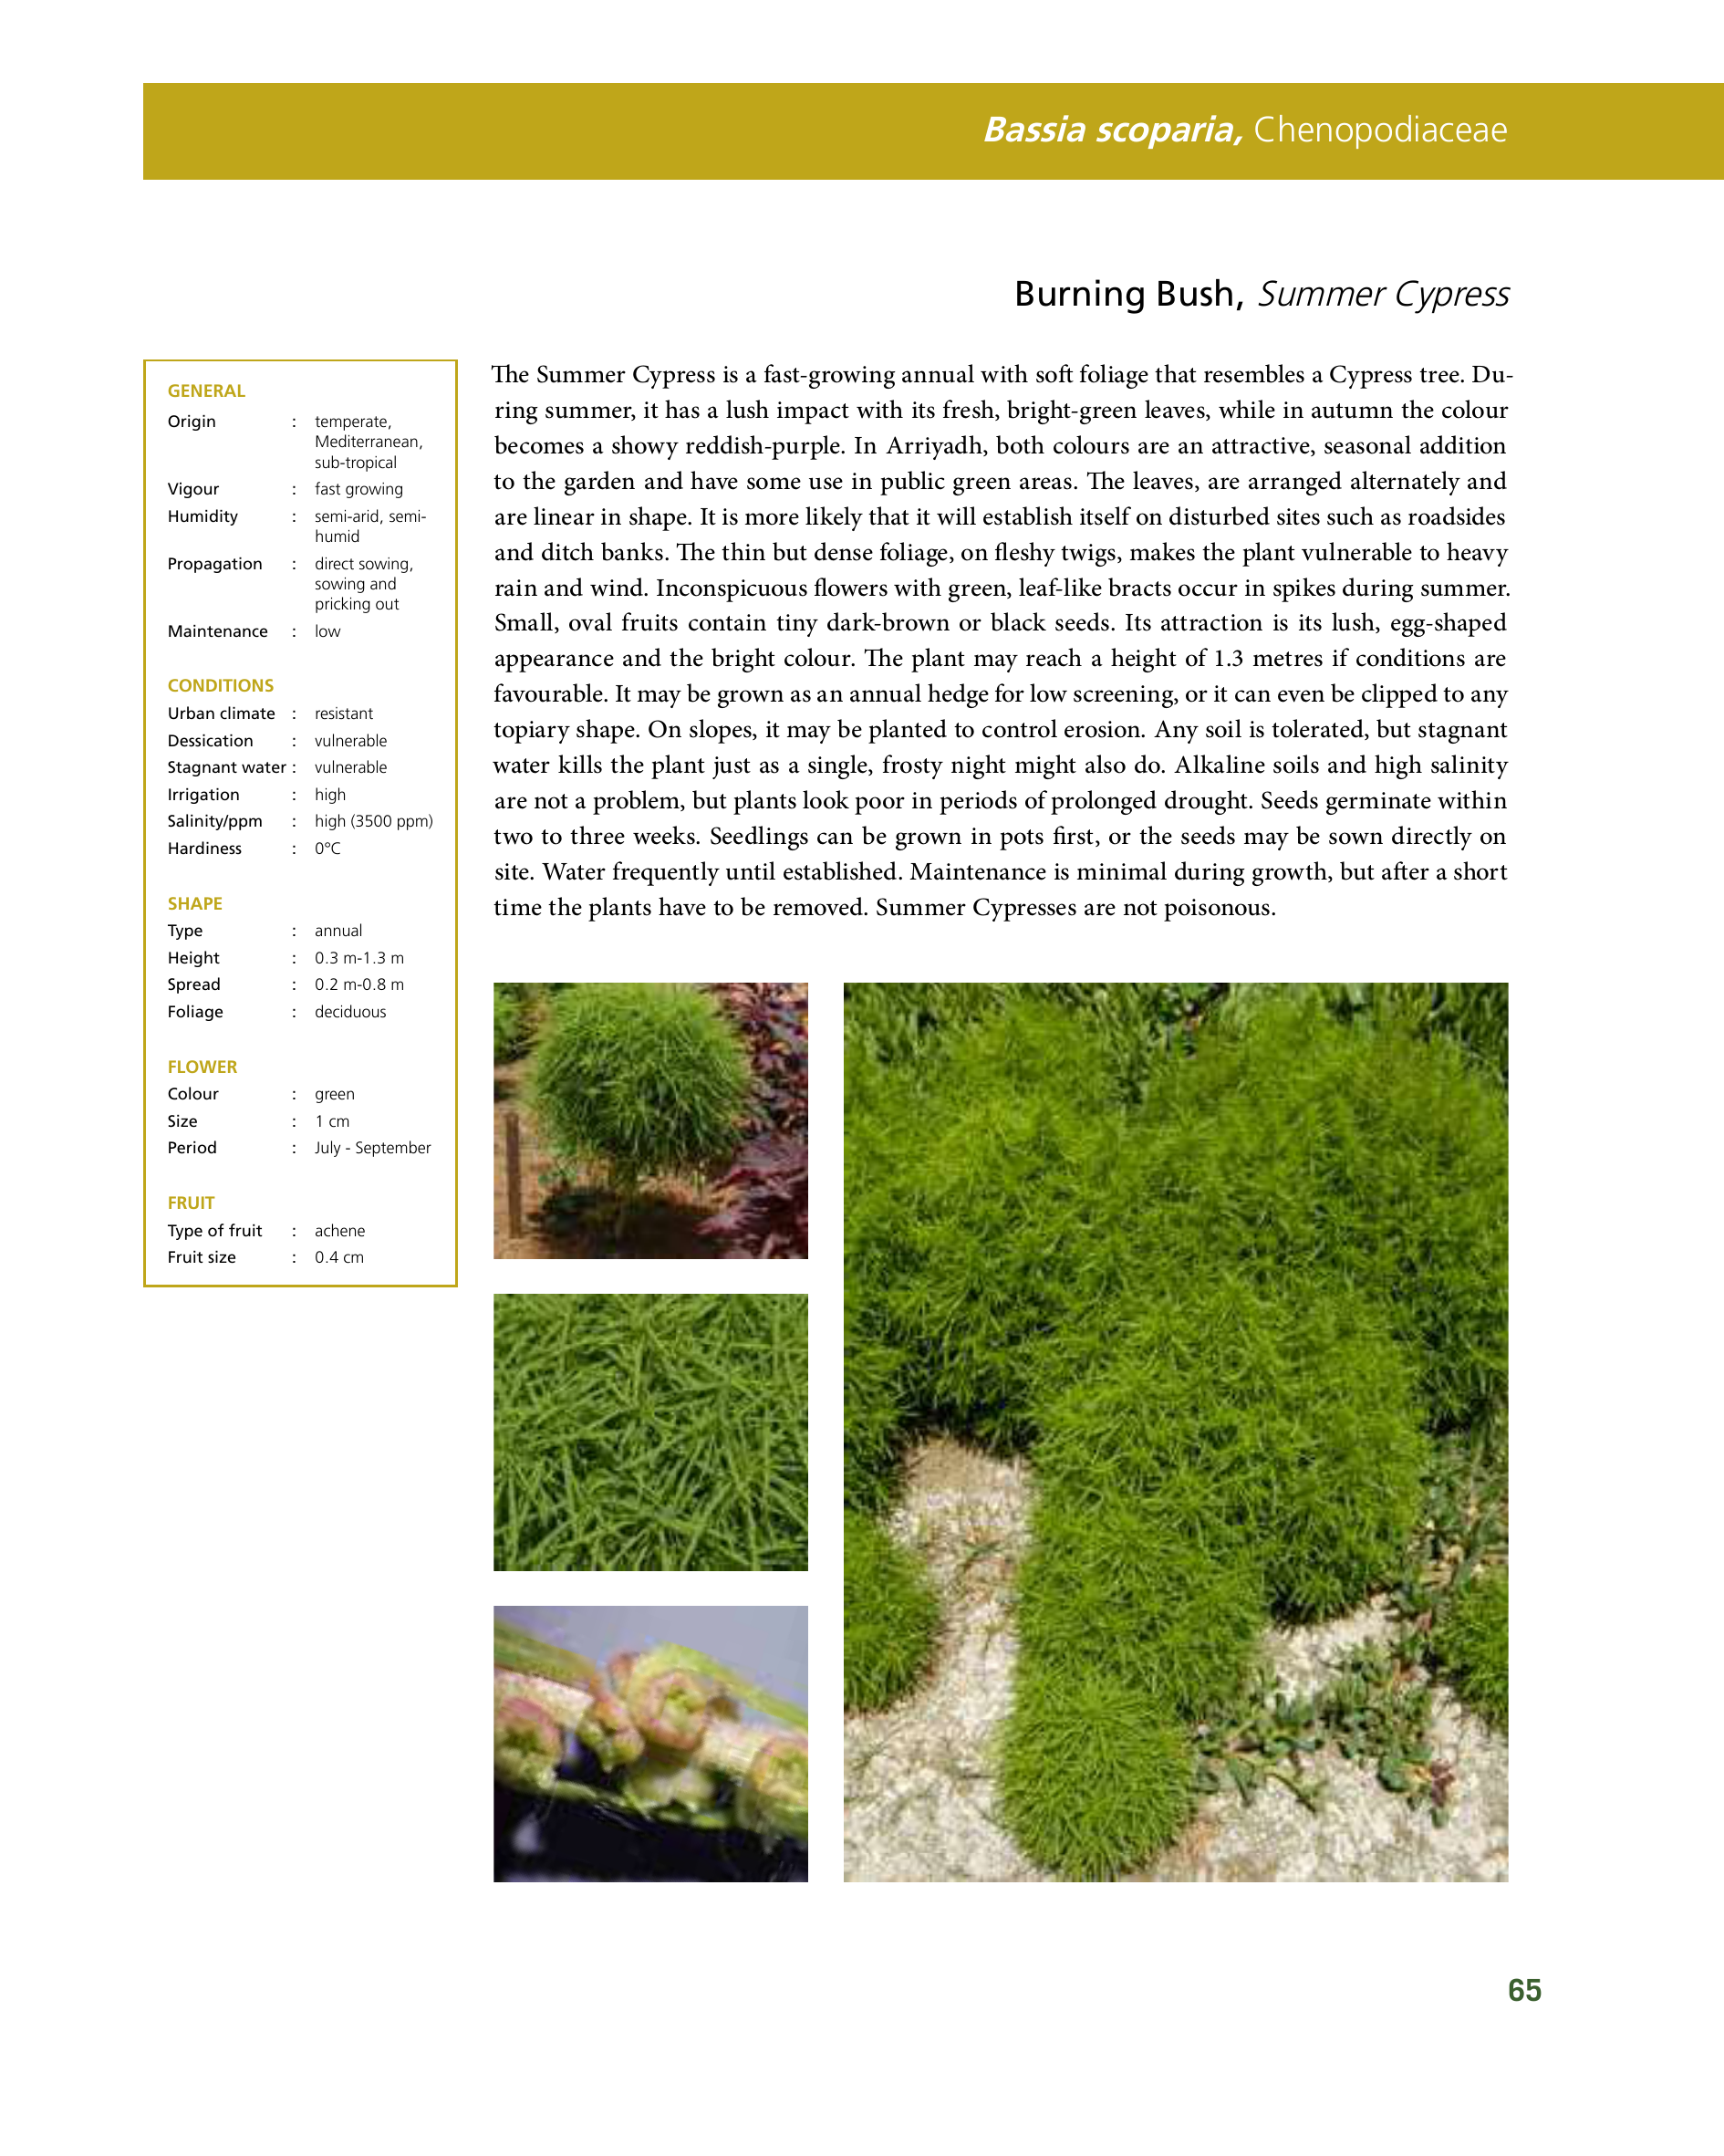 Bassia scoparia, Chenopodiaceae
Burning Bush, Summer Cypress
GENERAL
Origin : temperate,
Mediterranean,
sub-tropical
Vigour : fast growing
Humidity : semi-arid, semi-
humid
Propagation : direct sowing,
sowing and
pricking out
Maintenance : low
CONDITIONS
Urban climate : resistant
Dessication : vulnerable
Stagnant water : vulnerable
Irrigation : high
Salinity/ppm : high (3500 ppm)
Hardiness : 0°C
SHAPE
Type : annual
Height : 0.3 m-1.3 m
Spread : 0.2 m-0.8 m
Foliage : deciduous
FLOWER
Colour : green
Size : 1 cm
Period : July - September
FRUIT
Type of fruit : achene
Fruit size : 0.4 cm
The Summer Cypress is a fast-growing annual with soft foliage that resembles a Cypress tree. Du-
ring summer, it has a lush impact with its fresh, bright-green leaves, while in autumn the colour
becomes a showy reddish-purple. In Arriyadh, both colours are an attractive, seasonal addition
to the garden and have some use in public green areas. The leaves, are arranged alternately and
are linear in shape. It is more likely that it will establish itself on disturbed sites such as roadsides
and ditch banks. The thin but dense foliage, on fleshy twigs, makes the plant vulnerable to heavy
rain and wind. Inconspicuous flowers with green, leaf-like bracts occur in spikes during summer.
Small, oval fruits contain tiny dark-brown or black seeds. Its attraction is its lush, egg-shaped
appearance and the bright colour. The plant may reach a height of 1.3 metres if conditions are
favourable. It may be grown as an annual hedge for low screening, or it can even be clipped to any
topiary shape. On slopes, it may be planted to control erosion. Any soil is tolerated, but stagnant
water kills the plant just as a single, frosty night might also do. Alkaline soils and high salinity
are not a problem, but plants look poor in periods of prolonged drought. Seeds germinate within
two to three weeks. Seedlings can be grown in pots first, or the seeds may be sown directly on
site. Water frequently until established. Maintenance is minimal during growth, but after a short
time the plants have to be removed. Summer Cypresses are not poisonous.
65